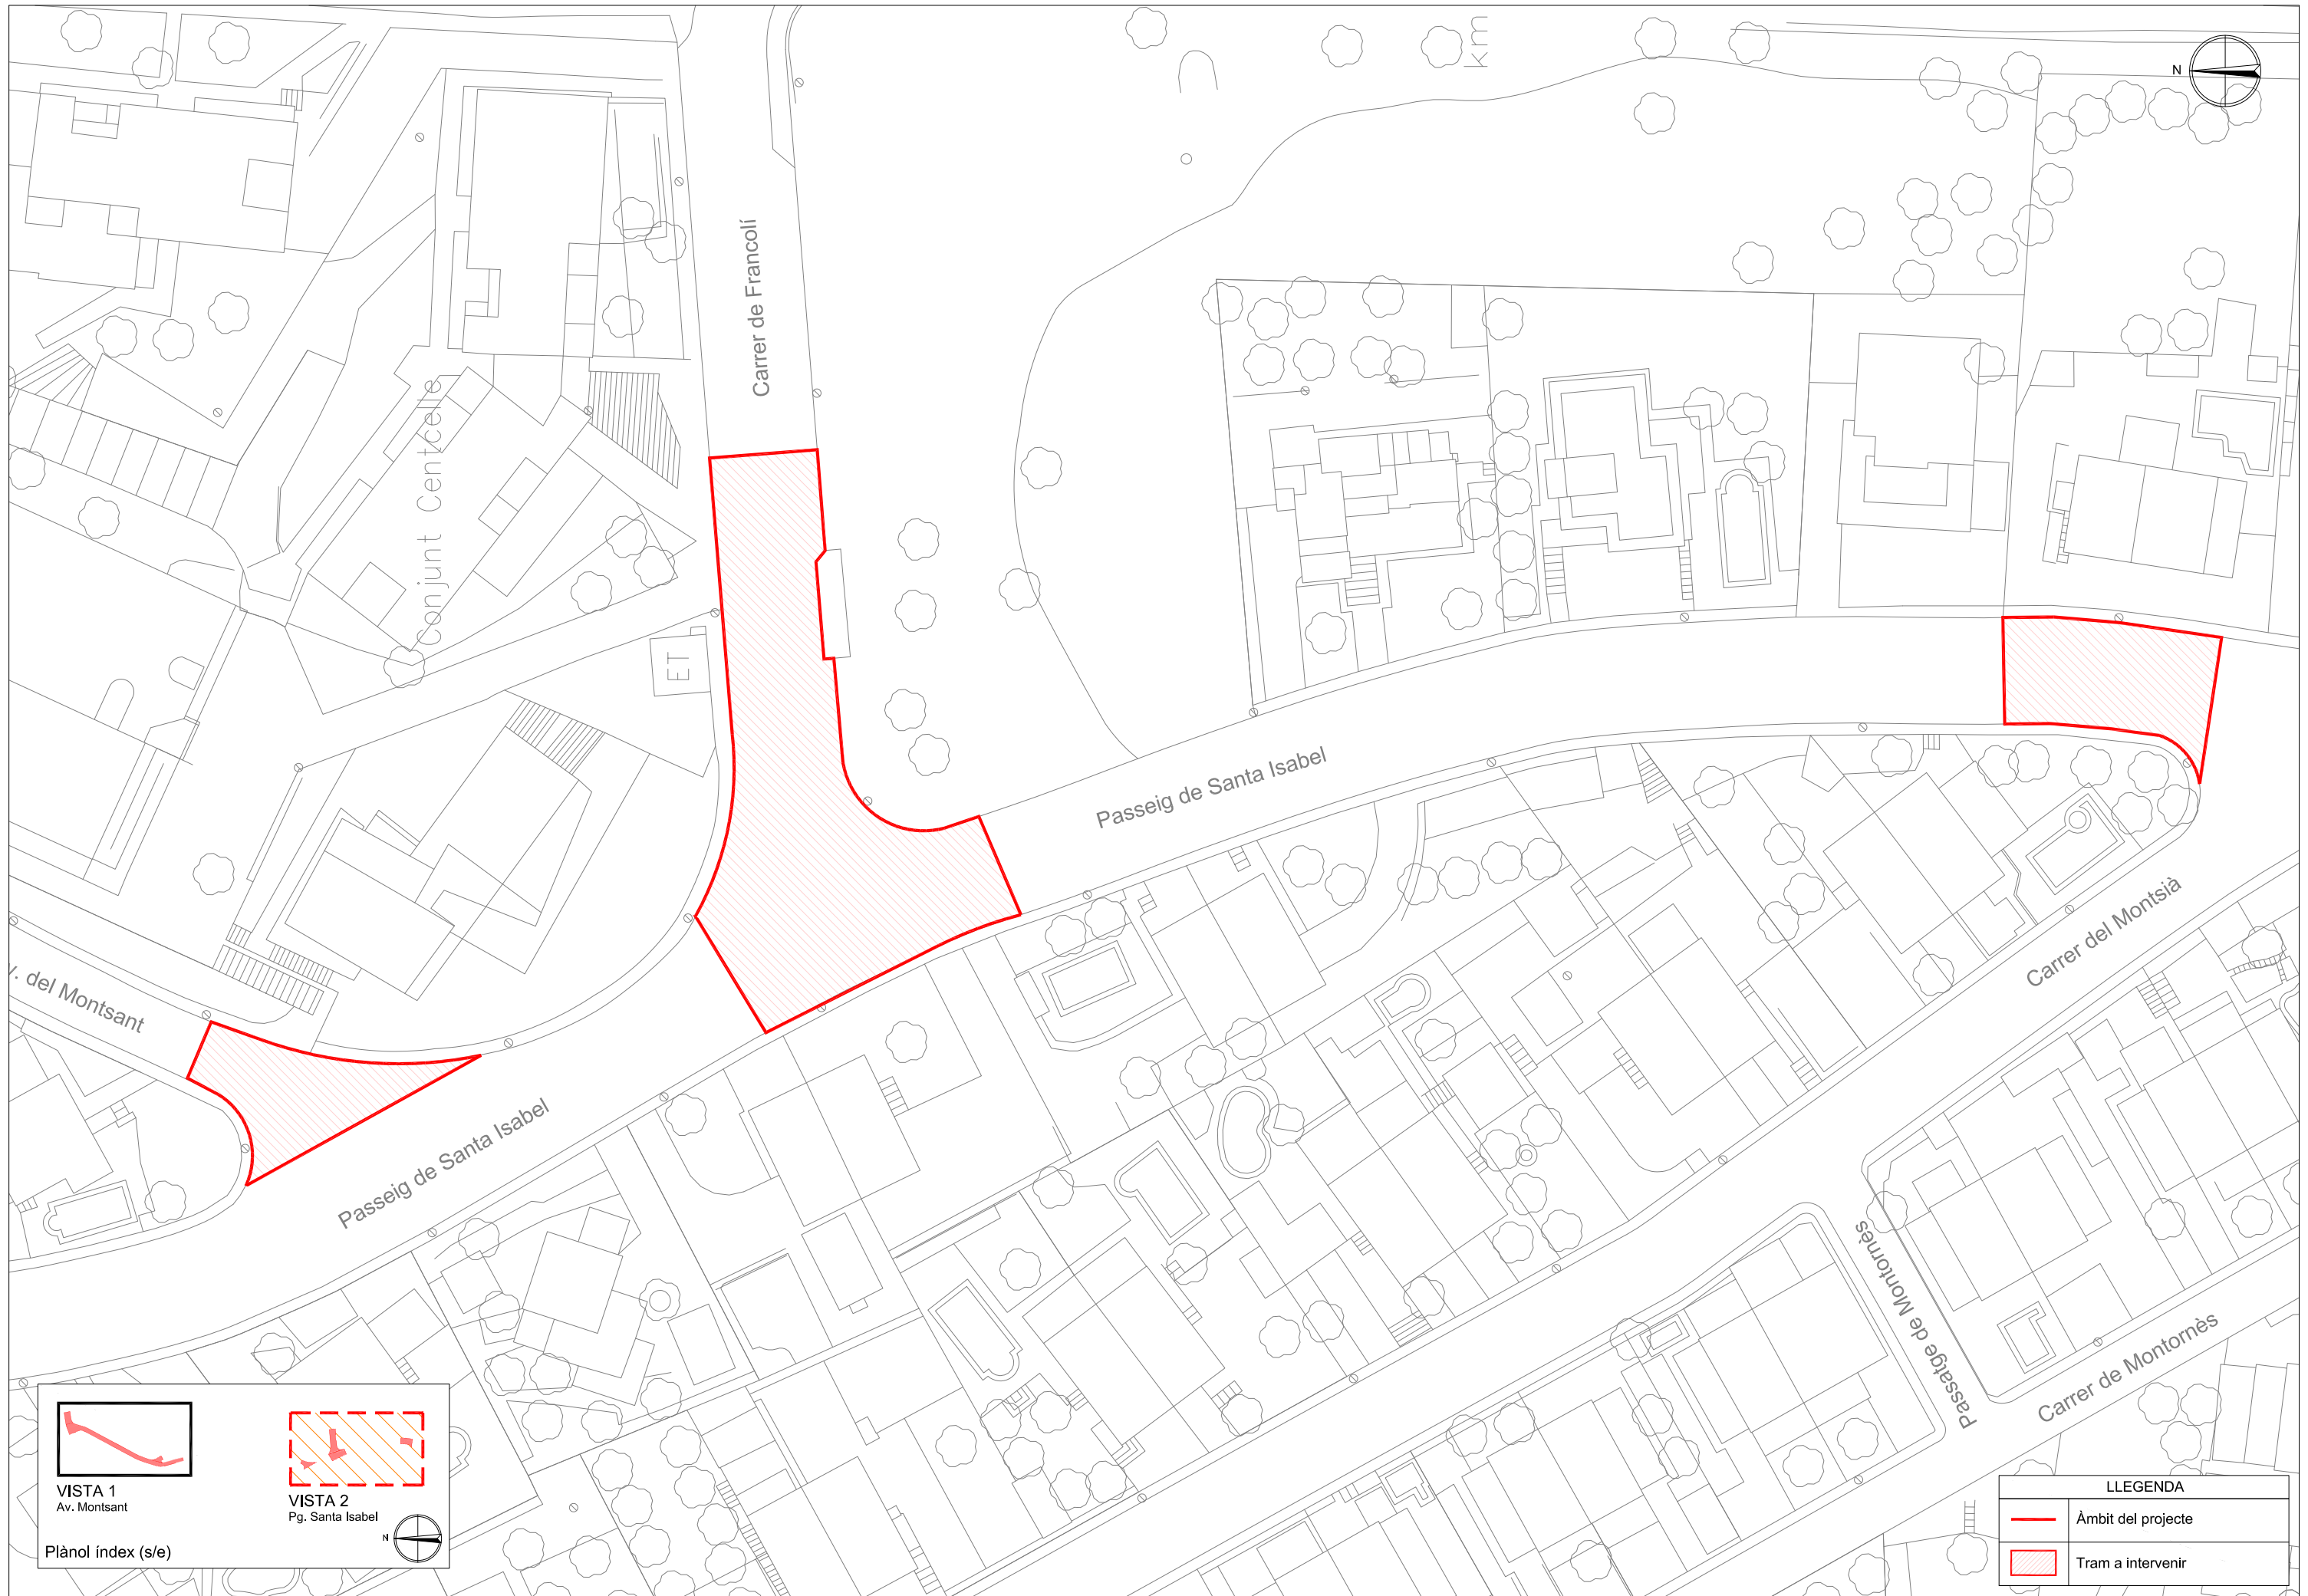 km
N
Carrer de Francolí
Conjunt Centcelle
ET
Passeig de Santa Isabel
Carrer del Montsià
v. del Montsant
Passeig de Santa Isabel
Passatge de Montornès
Carrer de Montornès
VISTA 1
Av. Montsant
VISTA 2
Pg. Santa Isabel
N
Plànol índex (s/e)
LLEGENDA
Àmbit del projecte
Tram a intervenir